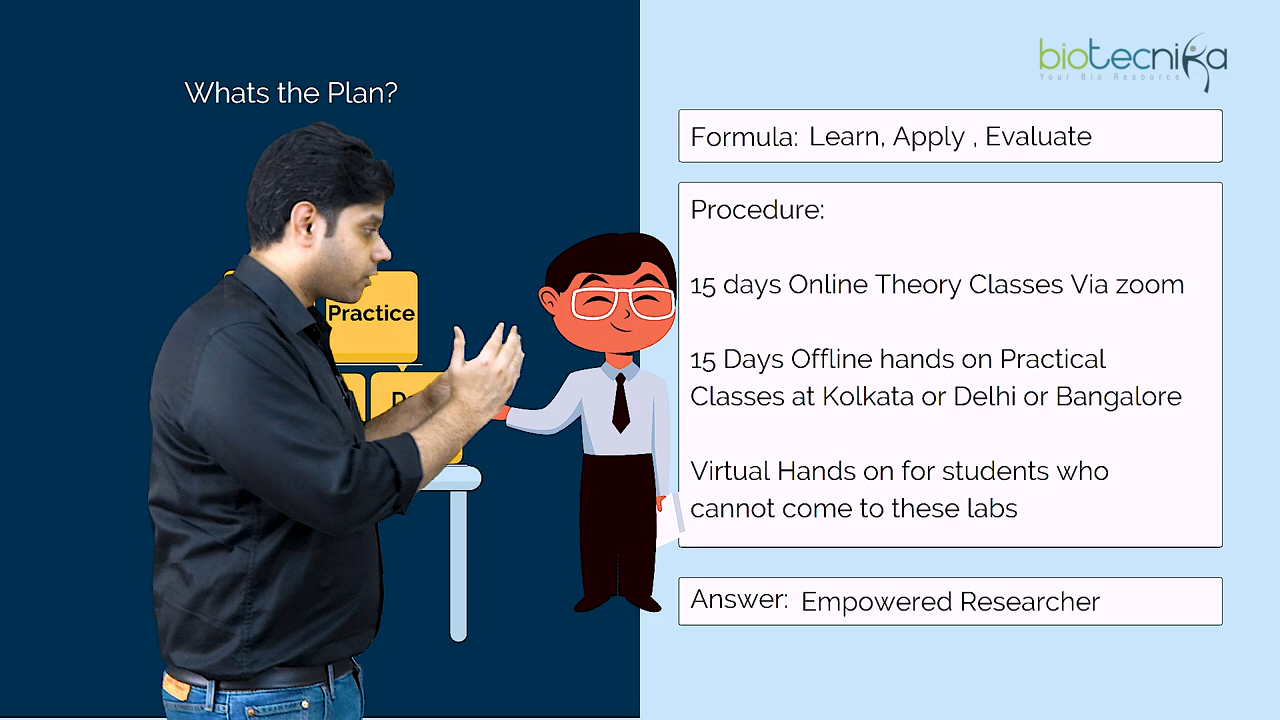 Whats the Plan?
Practice
biotecnika
Your Bio Resource
Formula: Learn, Apply , Evaluate
Procedure:
15 days Online Theory Classes Via zoom
15 Days Offline hands on Practical
Classes at Kolkata or Delhi or Bangalore
Virtual Hands on for students who
cannot come to these labs
Answer: Empowered Researcher